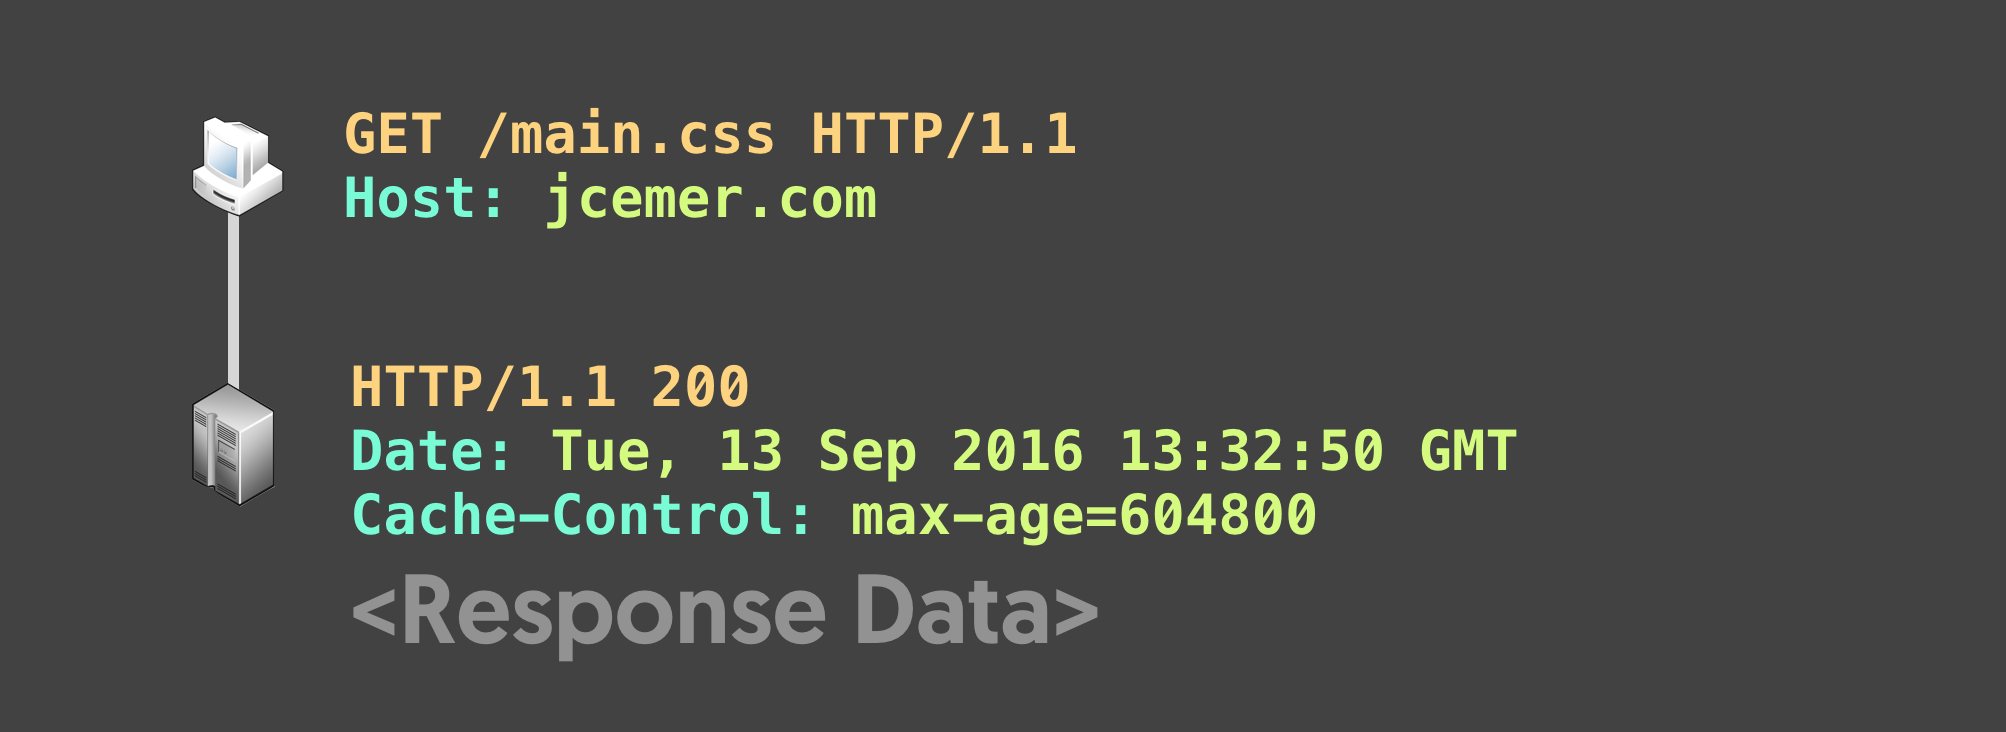 GET /main.css HTTP/1.1
Host: jcemer.com
HTTP/1.1 200
Date: Tue, 13 Sep 2016 13:32:50 GMT
Cache-Control: max-age=604800
<Response Data>